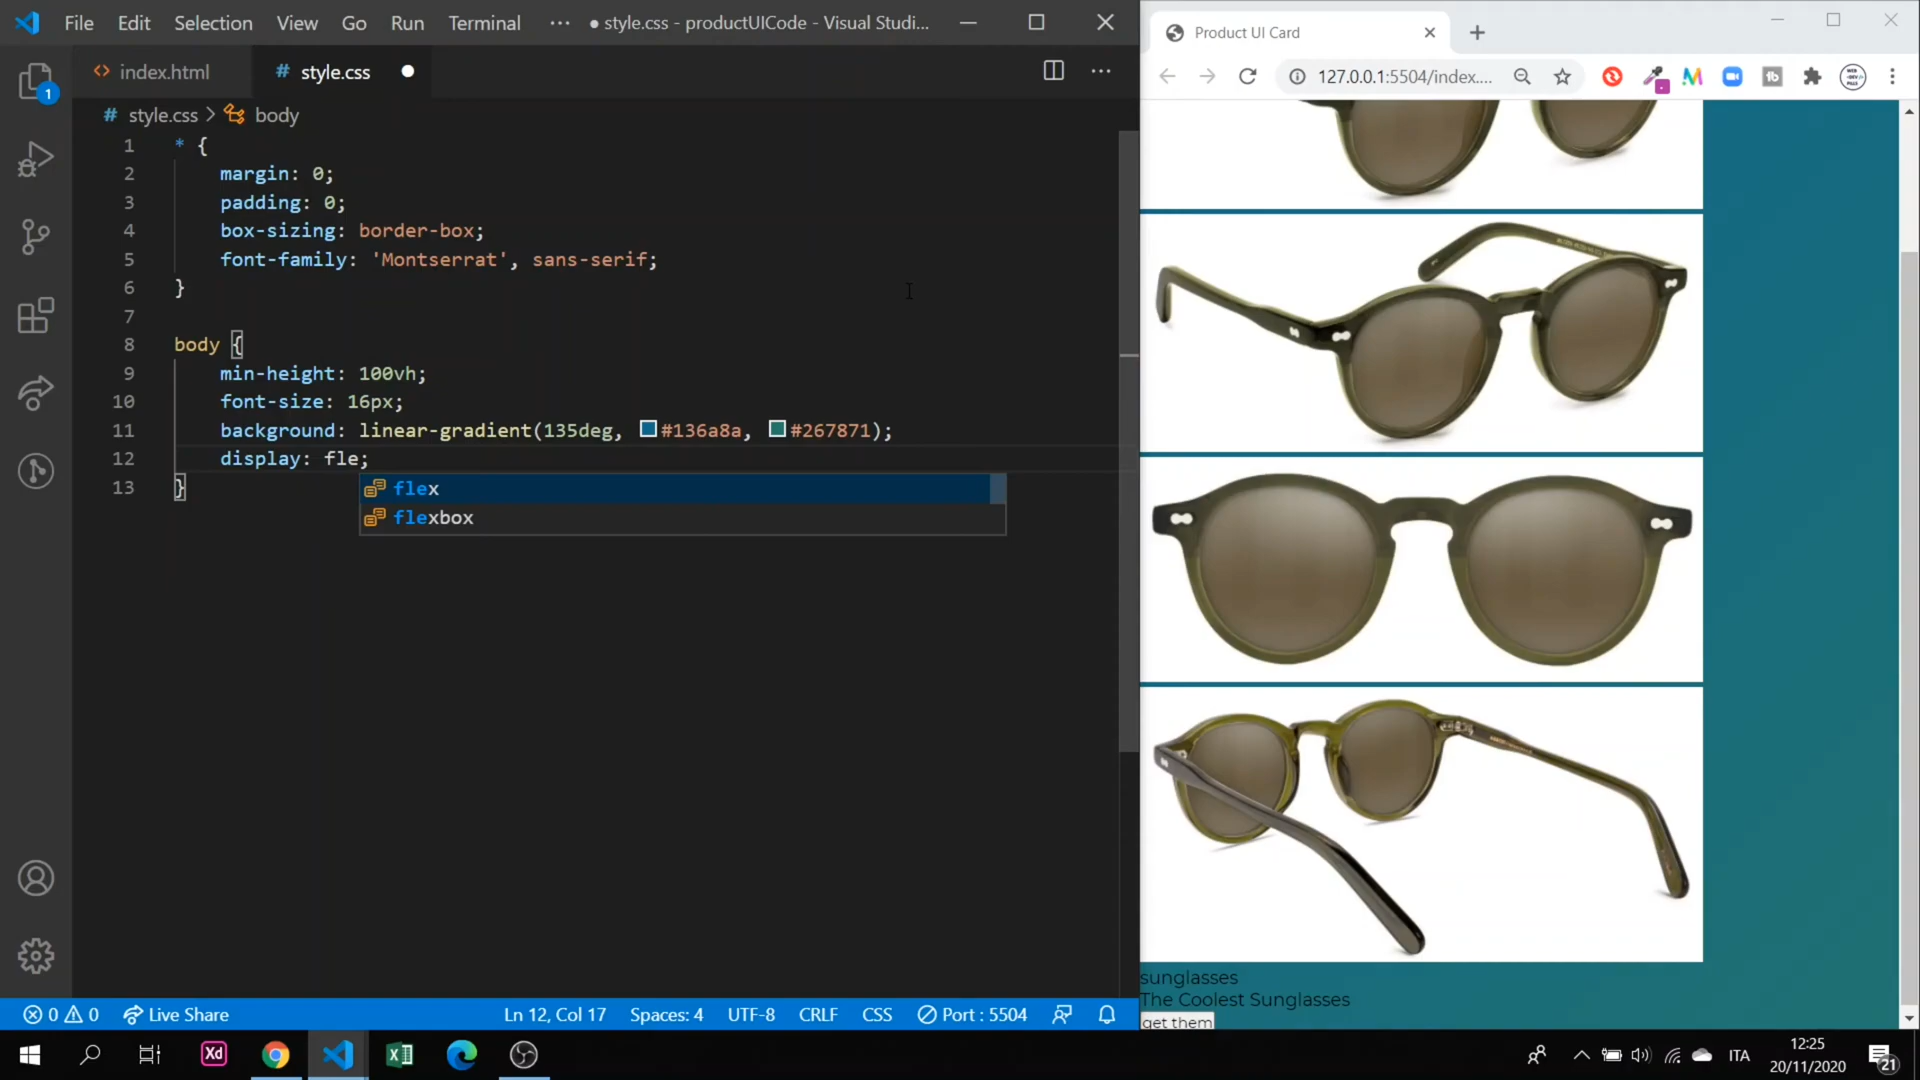 File Edit Selection View Go Run Terminal ··· ● style.css - productUICode - Visual Studi...
Product UI Card
index.html
# style.css
127.0.0.1:5504/index....
1
# style.css > body
1 * {
2 margin: 0;
3 padding: 0;
4 box-sizing: border-box;
5 font-family: 'Montserrat', sans-serif;
6 }
7
8 body {
9 min-height: 100vh;
10 font-size: 16px;
11 background: linear-gradient(135deg, #136a8a, #267871);
12 display: fle;
13 }
flex
flexbox
sunglasses
The Coolest Sunglasses
get them
0 0 Live Share Ln 12, Col 17 Spaces: 4 UTF-8 CRLF CSS Port : 5504
Xd
ITA
12:25
20/11/2020
21